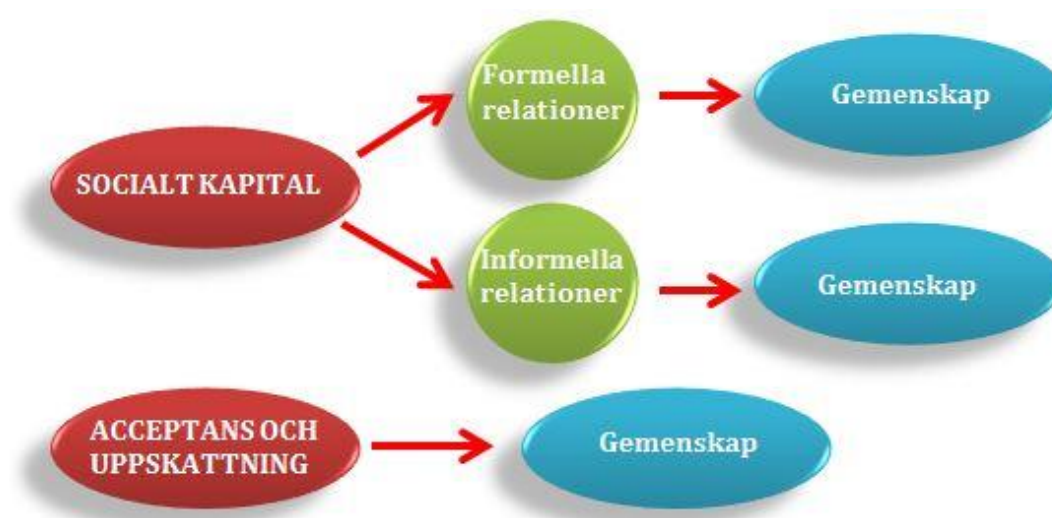 Formella
relationer
Gemenskap
SOCIALT KAPITAL
Informella
relationer
Gemenskap
ACCEPTANS OCH
UPPSKATTNING
Gemenskap